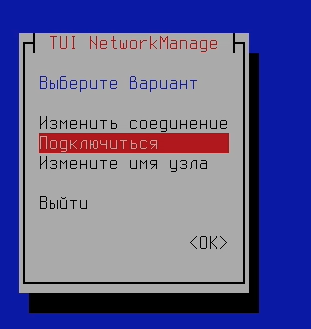 TUI NetworkManage
Выберите вариант
Изменить соединение
Подключиться
Измените имя узла
Выйти
<OK>